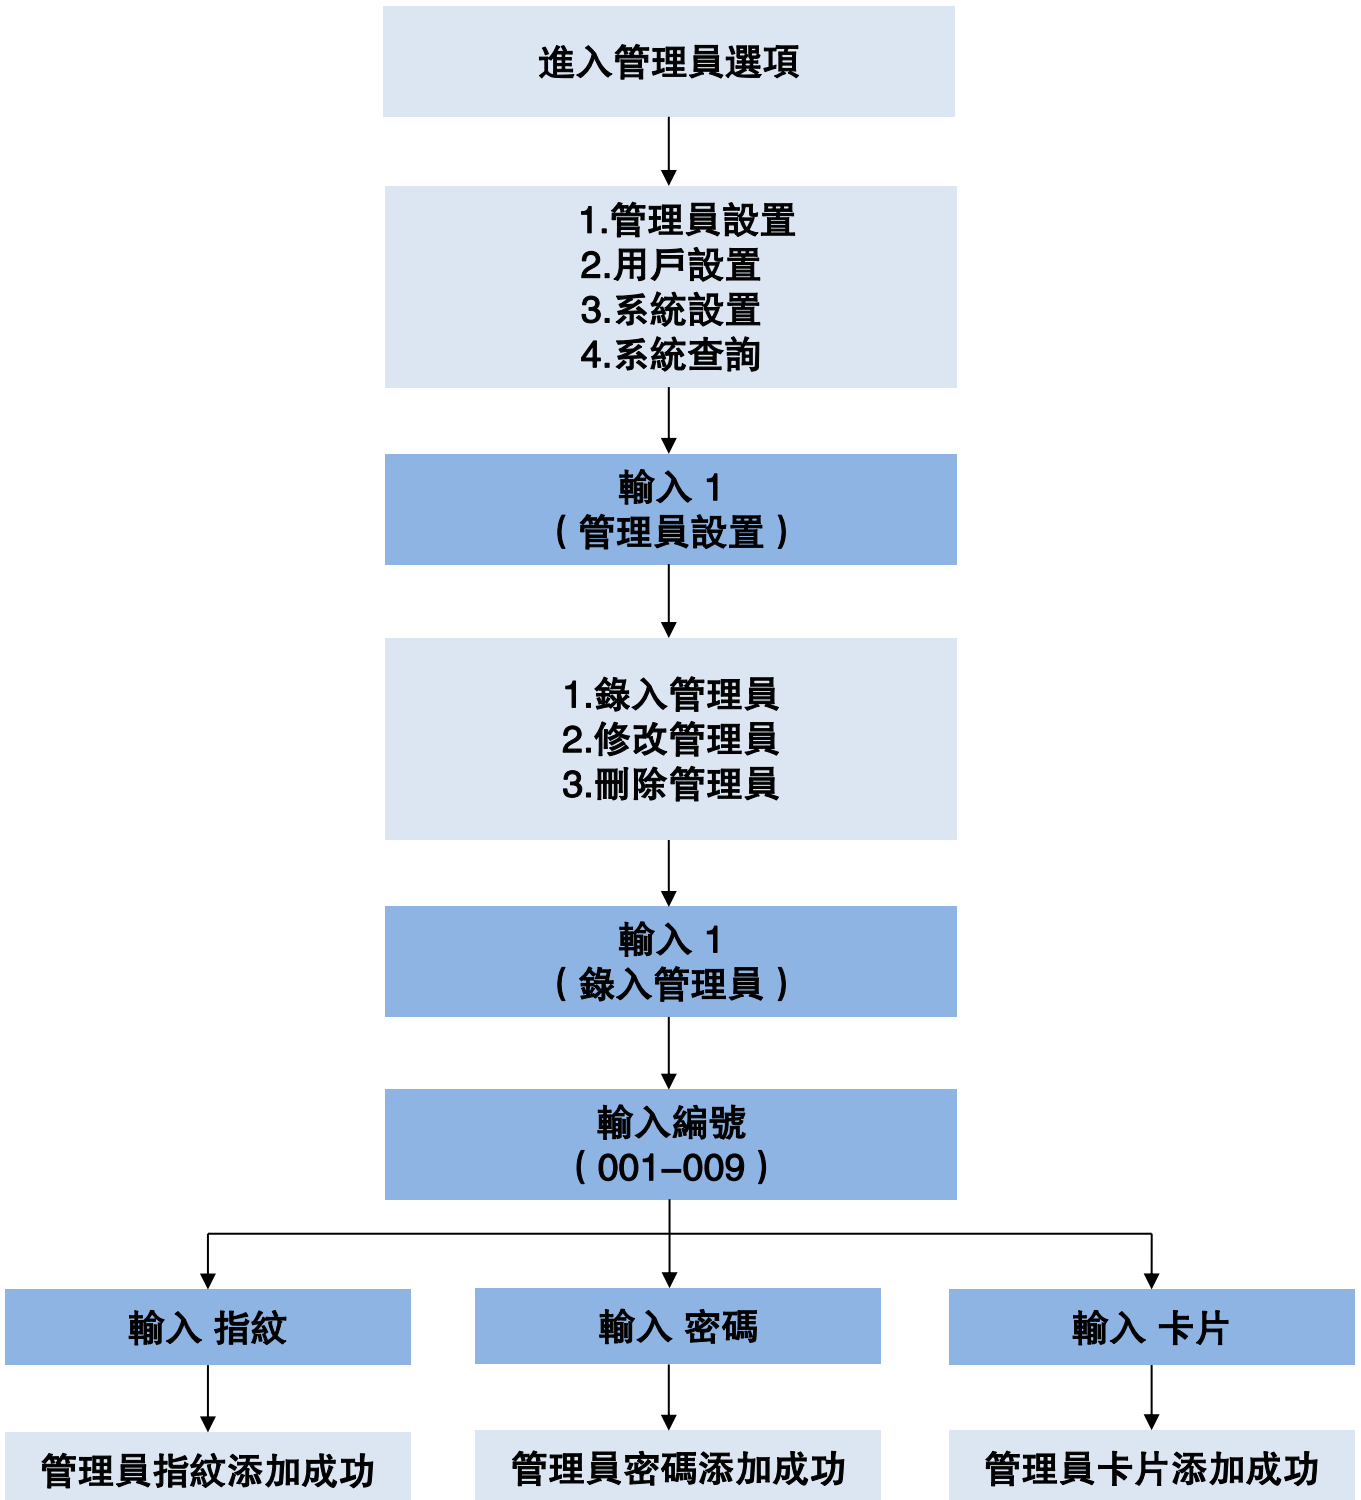 進入管理員選項
1.管理員設置
2.用戶設置
3.系統設置
4.系統查詢
輸入 1
（管理員設置）
1.錄入管理員
2.修改管理員
3.刪除管理員
輸入 1
（錄入管理員）
輸入編號
（001-009）
輸入 指紋
輸入 密碼
輸入 卡片
管理員指紋添加成功
管理員密碼添加成功
管理員卡片添加成功